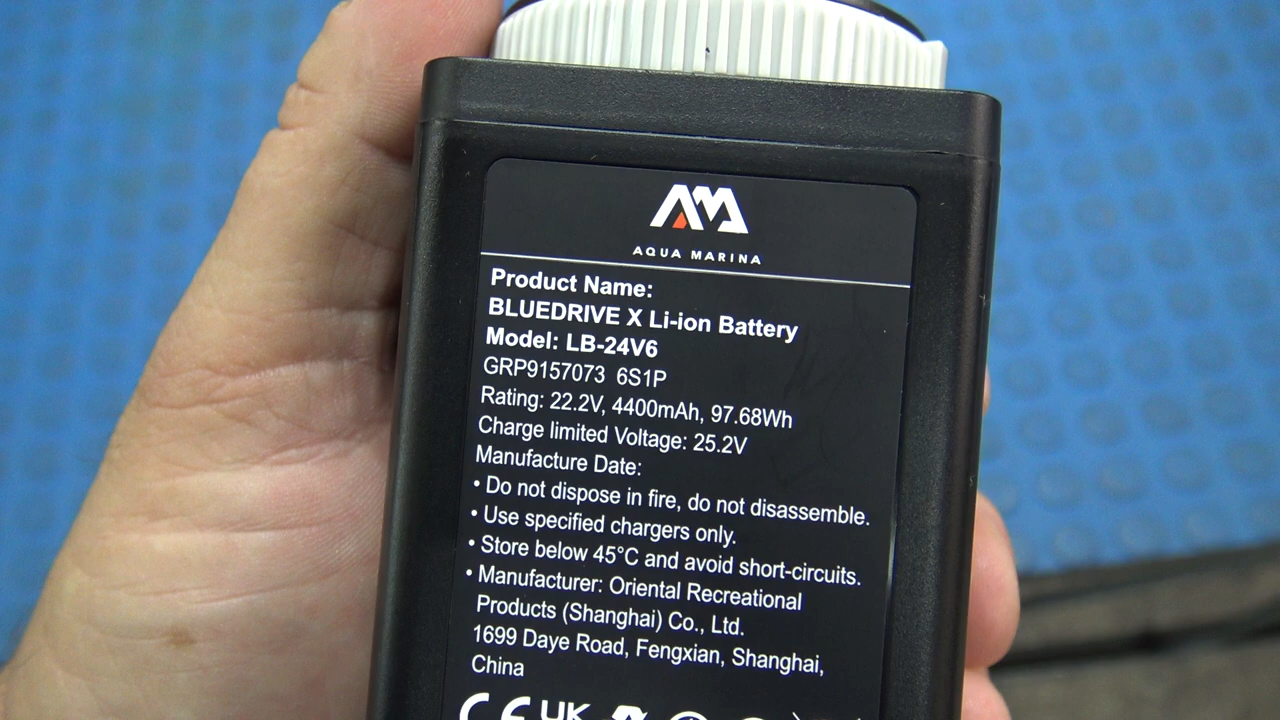 AQUA MARINA
Product Name:
BLUEDRIVE X Li-ion Battery
Model: LB-24V6
GRP9157073 6S1P
Rating: 22.2V, 4400mAh, 97.68Wh
Charge limited Voltage: 25.2V
Manufacture Date:
• Do not dispose in fire, do not disassemble.
• Use specified chargers only.
• Store below 45°C and avoid short-circuits.
• Manufacturer: Oriental Recreational
Products (Shanghai) Co., Ltd.
1699 Daye Road, Fengxian, Shanghai,
China
CE UK